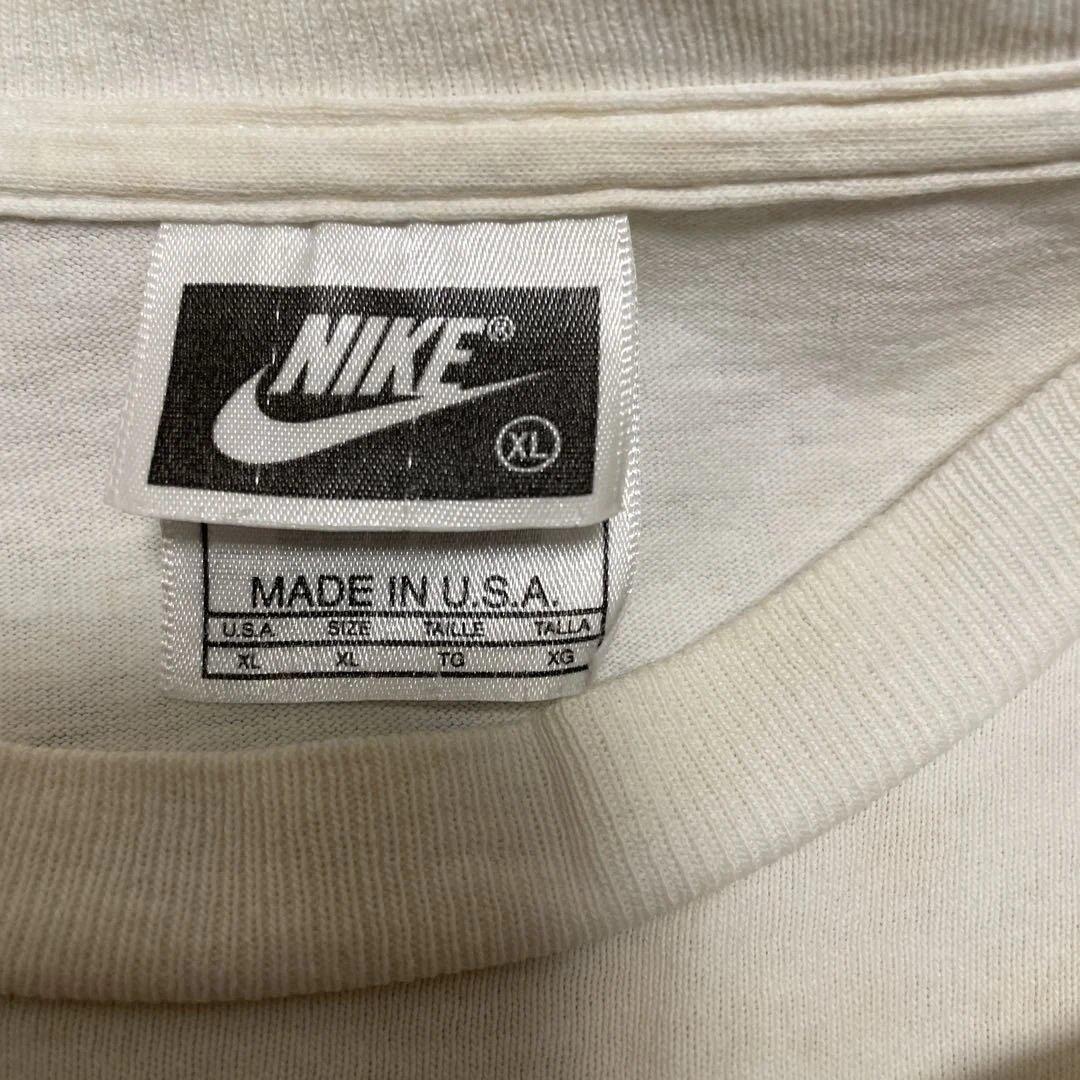 NIKE®
XL
MADE IN U.S.A.
U.S.A SIZE TAILLE TALLA
XL XL TG XG